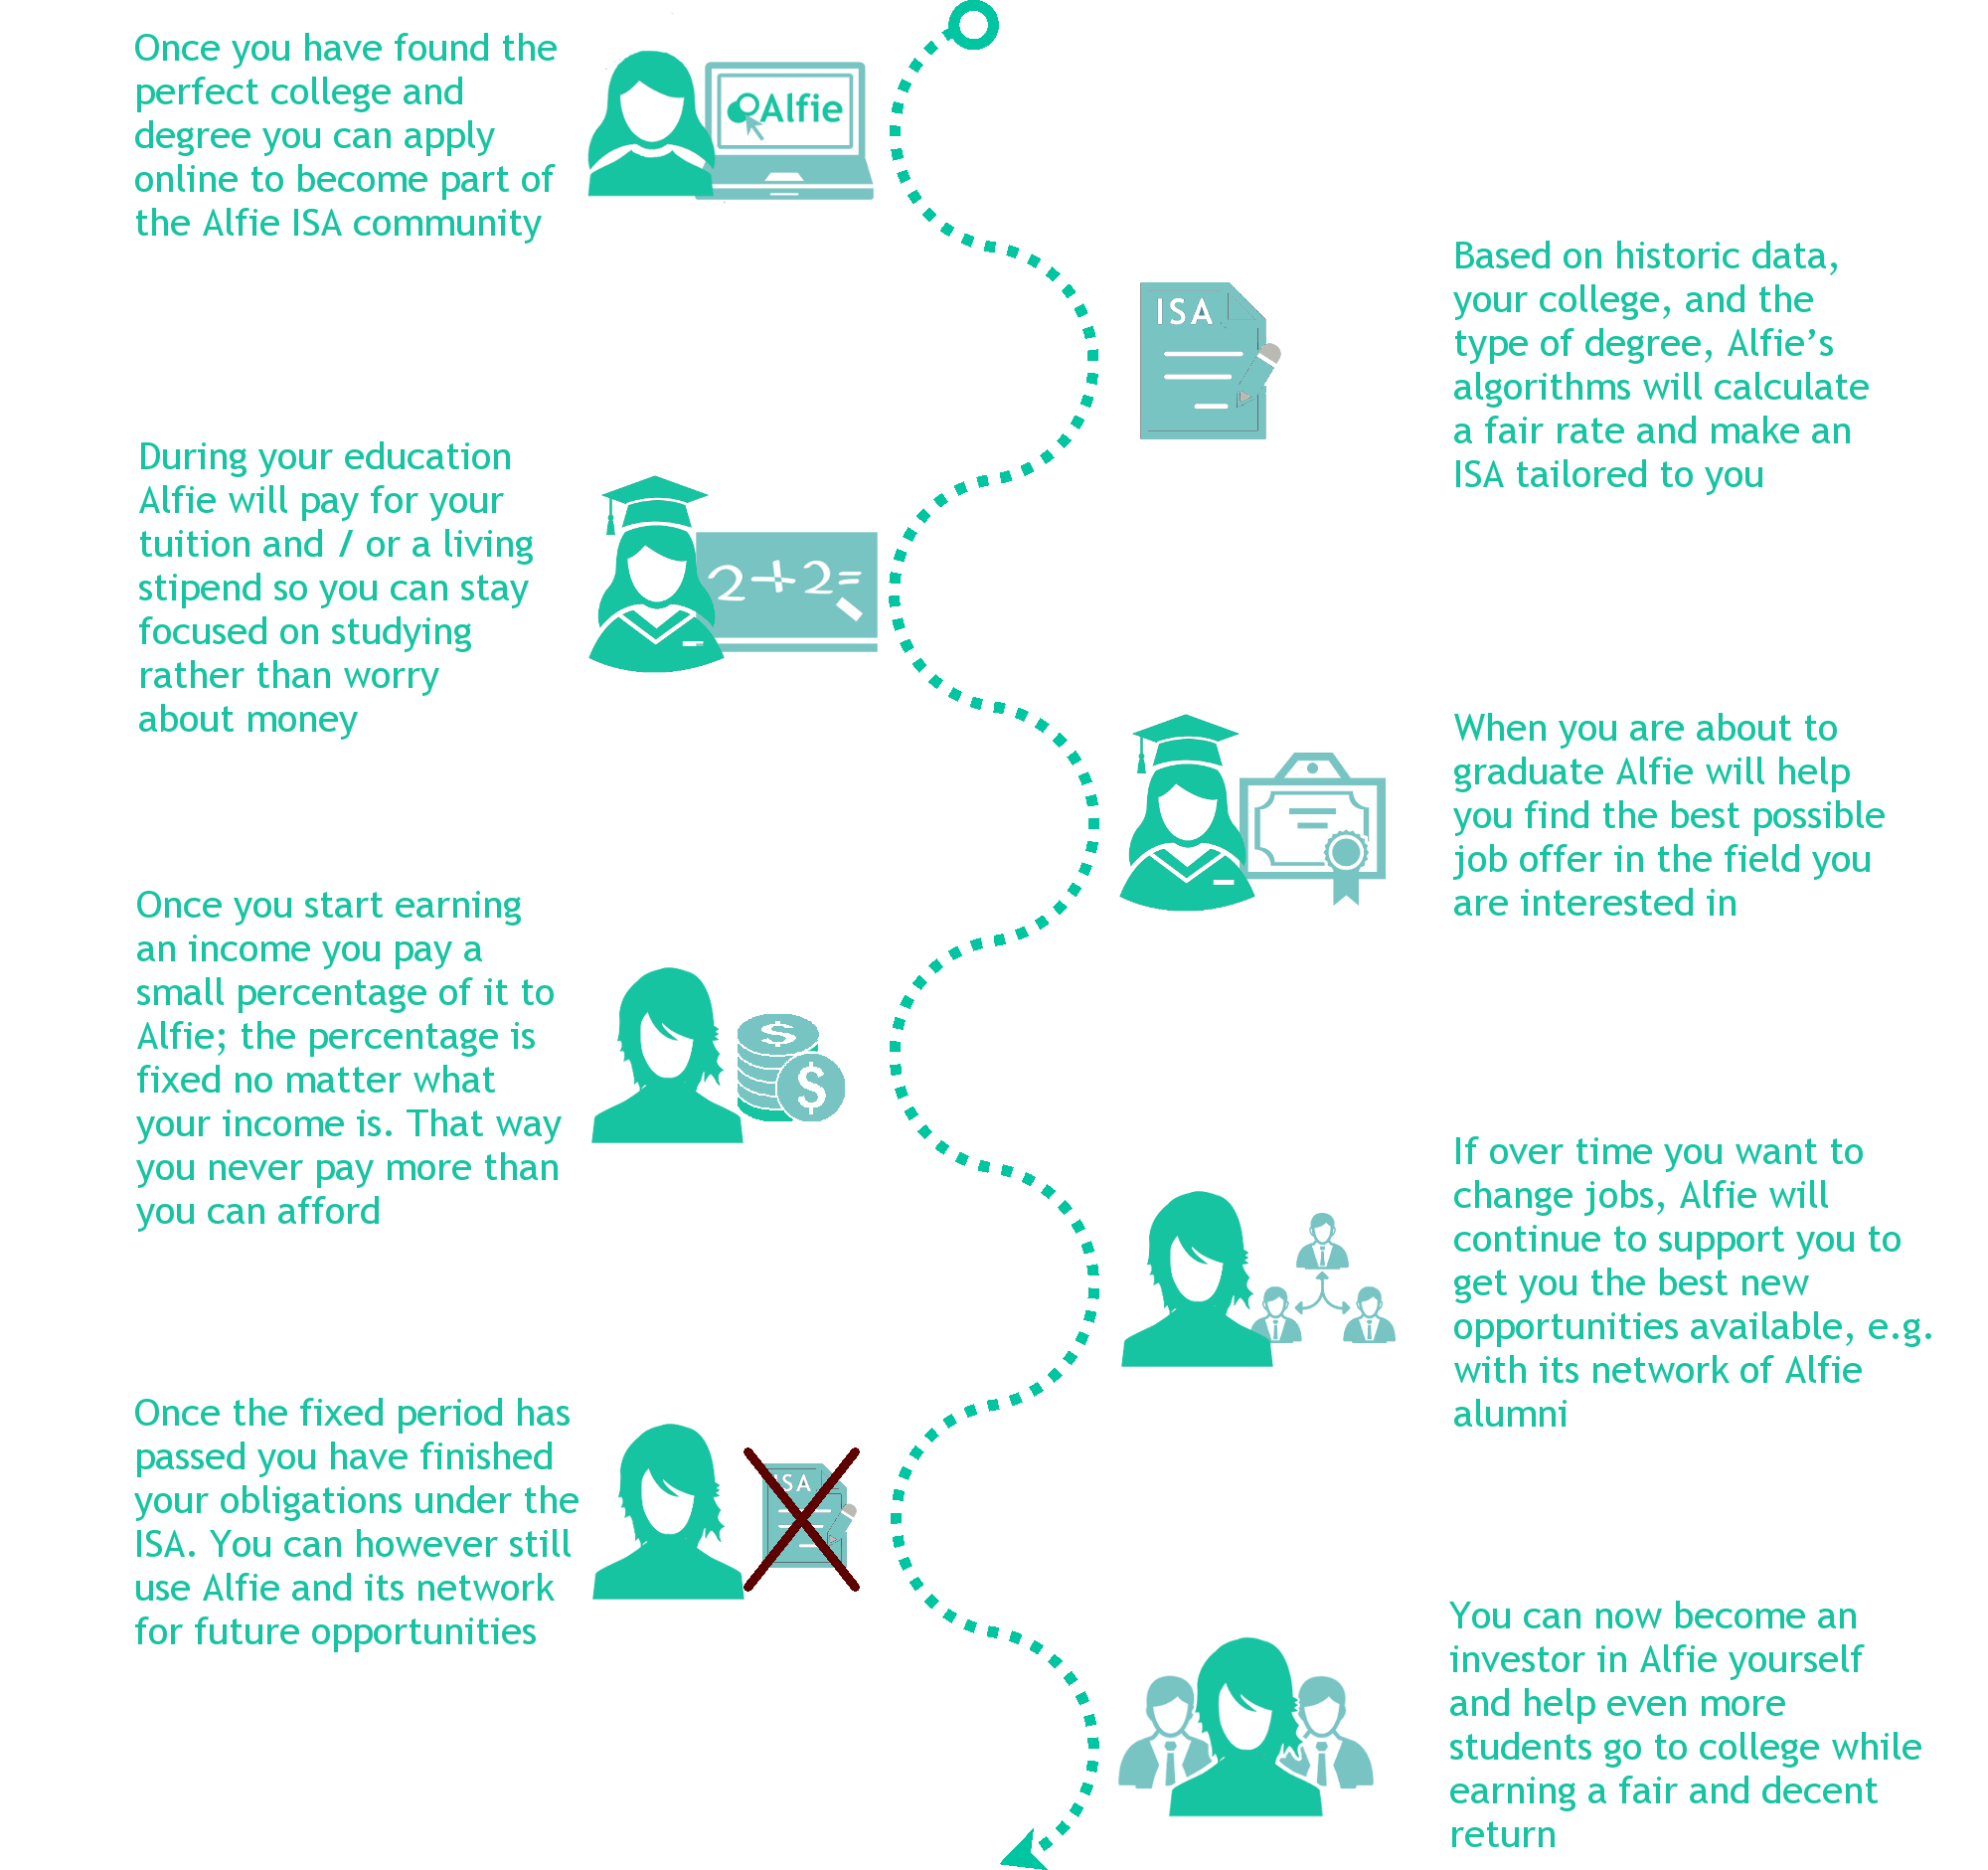 Once you have found the
perfect college and
degree you can apply
online to become part of
the Alfie ISA community
Alfie
Based on historic data,
your college, and the
type of degree, Alfie’s
algorithms will calculate
a fair rate and make an
ISA tailored to you
ISA
During your education
Alfie will pay for your
tuition and / or a living
stipend so you can stay
focused on studying
rather than worry
about money
2+2=
When you are about to
graduate Alfie will help
you find the best possible
job offer in the field you
are interested in
Once you start earning
an income you pay a
small percentage of it to
Alfie; the percentage is
fixed no matter what
your income is. That way
you never pay more than
you can afford
$
$
If over time you want to
change jobs, Alfie will
continue to support you to
get you the best new
opportunities available, e.g.
with its network of Alfie
alumni
Once the fixed period has
passed you have finished
your obligations under the
ISA. You can however still
use Alfie and its network
for future opportunities
ISA
You can now become an
investor in Alfie yourself
and help even more
students go to college while
earning a fair and decent
return